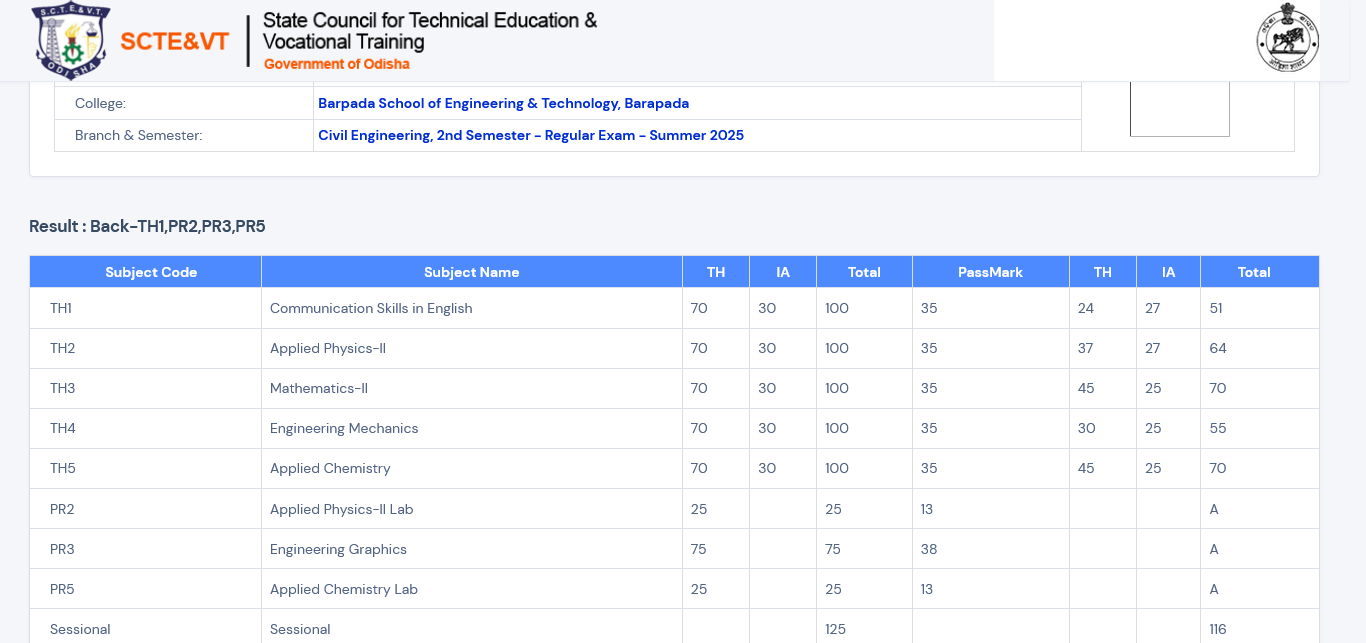 S.C.T.E.& V.T.
ODISHA
SCTE&VT
State Council for Technical Education &
Vocational Training
Government of Odisha
College: Barpada School of Engineering & Technology, Barapada
Branch & Semester: Civil Engineering, 2nd Semester - Regular Exam - Summer 2025
Result : Back-TH1,PR2,PR3,PR5
Subject Code Subject Name TH IA Total PassMark TH IA Total
TH1 Communication Skills in English 70 30 100 35 24 27 51
TH2 Applied Physics-II 70 30 100 35 37 27 64
TH3 Mathematics-II 70 30 100 35 45 25 70
TH4 Engineering Mechanics 70 30 100 35 30 25 55
TH5 Applied Chemistry 70 30 100 35 45 25 70
PR2 Applied Physics-II Lab 25 25 13 A
PR3 Engineering Graphics 75 75 38 A
PR5 Applied Chemistry Lab 25 25 13 A
Sessional Sessional 125 116